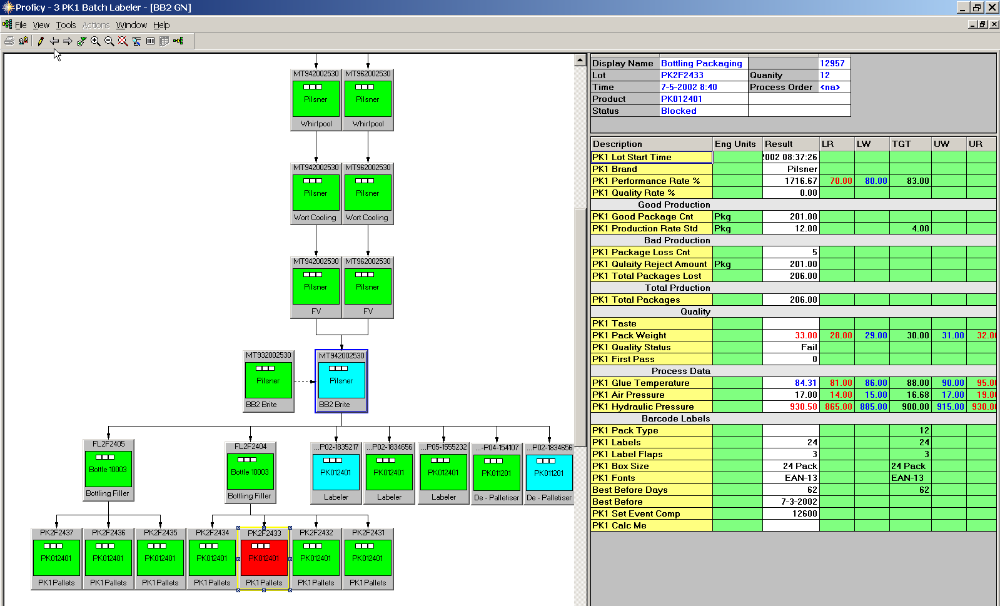 Proficy - 3 PK1 Batch Labeler - [BB2 GN]
File View Tools Actions Window Help
MT942002530 MT962002530
Pilsner Pilsner
Whirlpool Whirlpool
MT942002530 MT962002530
Pilsner Pilsner
Wort Cooling Wort Cooling
MT942002530 MT962002530
Pilsner Pilsner
FV FV
MT932002530 MT942002530
Pilsner Pilsner
BB2 Brite BB2 Brite
FL2F2405 FL2F2404 ...P02-1835217 ...P02-1834656 ...P05-1555232 ...-P04-154107 ...P02-1834656
Bottle 10003 Bottle 10003 PK012401 PK012401 PK012401 PK011201 PK011201
Bottling Filler Bottling Filler Labeler Labeler Labeler De - Palletiser De - Palletiser
PK2F2437 PK2F2436 PK2F2435 PK2F2434 PK2F2433 PK2F2432 PK2F2431
PK012401 PK012401 PK012401 PK012401 PK012401 PK012401 PK012401
PK1 Pallets PK1 Pallets PK1 Pallets PK1 Pallets PK1 Pallets PK1 Pallets PK1 Pallets
Display Name Bottling Packaging 12957
Lot PK2F2433 Quanity 12
Time 7-5-2002 8:40 Process Order <na>
Product PK012401
Status Blocked
Description Eng Units Result LR LW TGT UW UR
PK1 Lot Start Time 2002 08:37:26
PK1 Brand Pilsner
PK1 Performance Rate % 1716.67 70.00 80.00 83.00
PK1 Quality Rate % 0.00
Good Production
PK1 Good Package Cnt Pkg 201.00
PK1 Production Rate Std Pkg 12.00 4.00
Bad Production
PK1 Package Loss Cnt 5
PK1 Qulaity Reject Amount Pkg 201.00
PK1 Total Packages Lost 206.00
Total Prduction
PK1 Total Packages 206.00
Quality
PK1 Taste
PK1 Pack Weight 33.00 28.00 29.00 30.00 31.00 32.00
PK1 Quality Status Fail
PK1 First Pass 0
Process Data
PK1 Glue Temperature 84.31 81.00 86.00 88.00 90.00 95.00
PK1 Air Pressure 17.00 14.00 15.00 16.68 17.00 19.00
PK1 Hydraulic Pressure 930.50 865.00 885.00 900.00 915.00 930.00
Barcode Labels
PK1 Pack Type 12
PK1 Labels 24 24
PK1 Label Flaps 3 3
PK1 Box Size 24 Pack 24 Pack
PK1 Fonts EAN-13 EAN-13
Best Before Days 62 62
Best Before 7-3-2002
PK1 Set Event Comp 12600
PK1 Calc Me